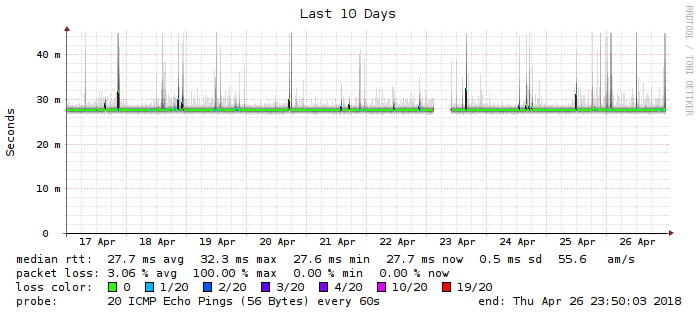 Last 10 Days
RRDTOOL / TOBI OETIKER
Seconds
40 m
30 m
20 m
10 m
0
17 Apr 18 Apr 19 Apr 20 Apr 21 Apr 22 Apr 23 Apr 24 Apr 25 Apr 26 Apr
median rtt: 27.7 ms avg 32.3 ms max 27.6 ms min 27.7 ms now 0.5 ms sd 55.6 am/s
packet loss: 3.06 % avg 100.00 % max 0.00 % min 0.00 % now
loss color: 0 1/20 2/20 3/20 4/20 10/20 19/20
probe: 20 ICMP Echo Pings (56 Bytes) every 60s end: Thu Apr 26 23:50:03 2018